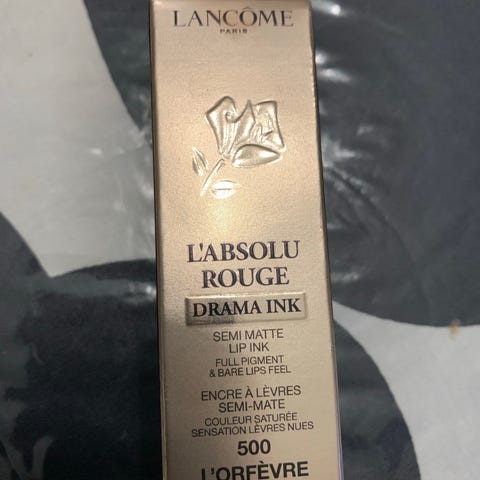 LANCÔME
PARIS
L'ABSOLU
ROUGE
DRAMA INK
SEMI MATTE
LIP INK
FULL PIGMENT
& BARE LIPS FEEL
ENCRE À LÈVRES
SEMI-MATE
COULEUR SATURÉE
SENSATION LÈVRES NUES
500
L'ORFÈVRE